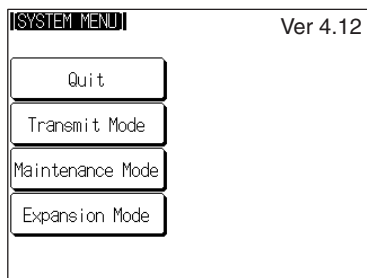 [SYSTEM MENU]
Ver 4.12
Quit
Transmit Mode
Maintenance Mode
Expansion Mode